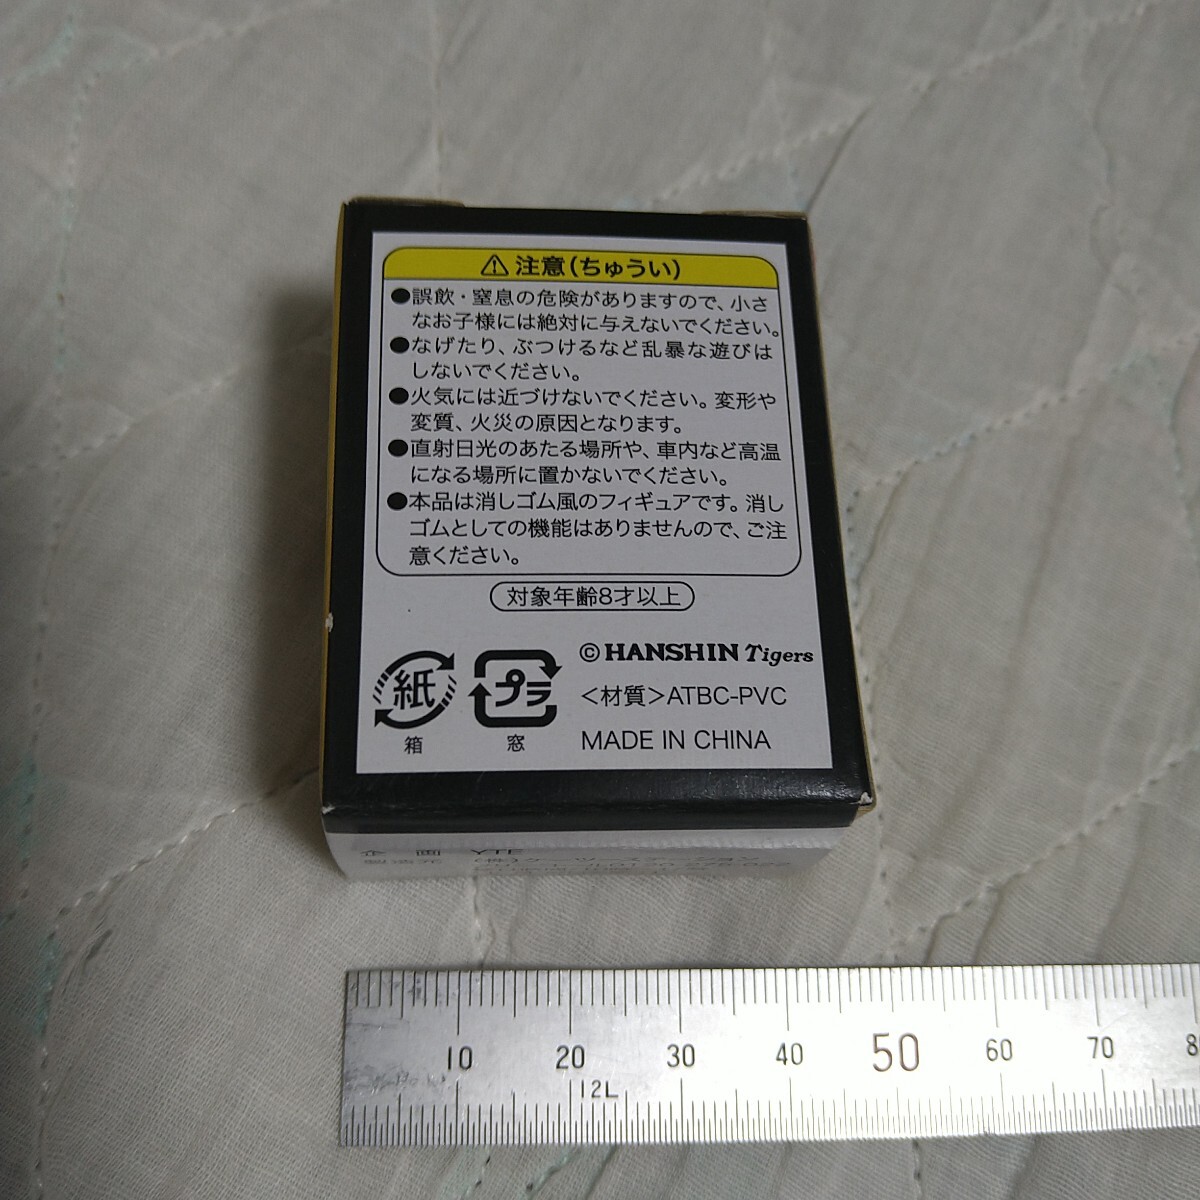 注意(ちゅうい)
●誤飲・窒息の危険がありますので、小さ
なお子様には絶対に与えないでください。
●なげたり、ぶつけるなど乱暴な遊びは
しないでください。
●火気には近づけないでください。変形や
変質、火災の原因となります。
●直射日光のあたる場所や、車内など高温
になる場所に置かないでください。
●本品は消しゴム風のフィギュアです。消し
ゴムとしての機能はありませんので、ご注
意ください。
対象年齢8才以上
紙
箱
プラ
窓
©HANSHIN Tigers
<材質>ATBC-PVC
MADE IN CHINA
10 20 30 40 50 60 70 8
12L